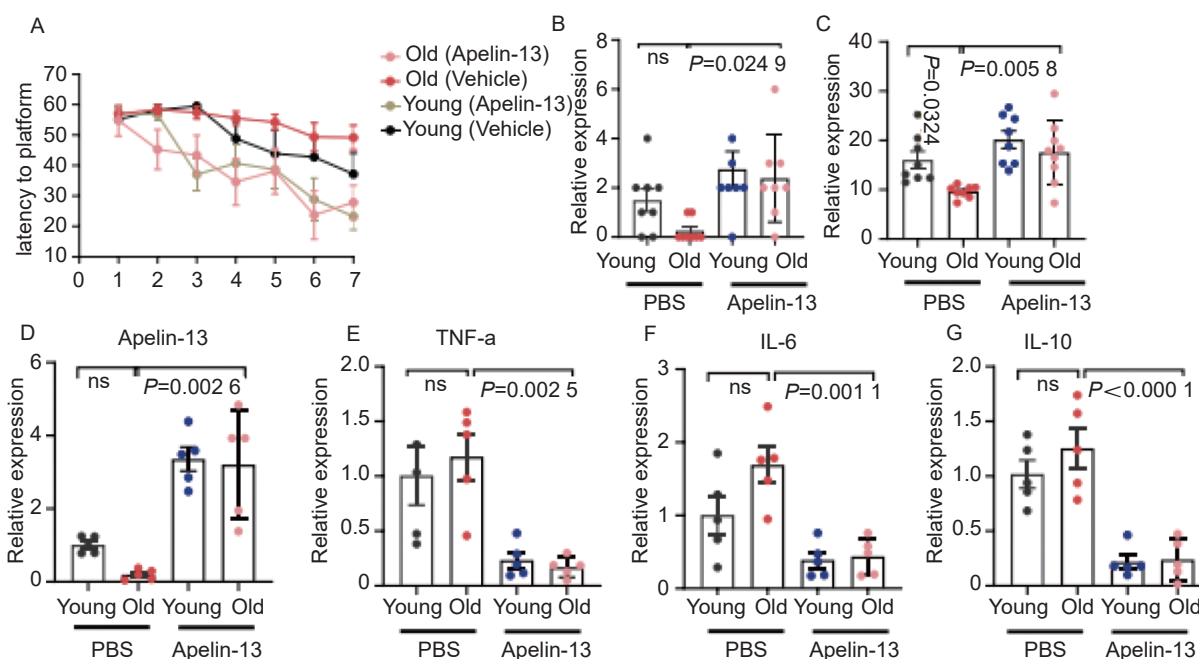 A
Old (Apelin-13)
Old (Vehicle)
Young (Apelin-13)
Young (Vehicle)
latency to platform
70
60
50
40
30
20
10
0 1 2 3 4 5 6 7
B
Relative expression
8
6
4
2
0
ns
P=0.024 9
Young Old Young Old
PBS Apelin-13
C
Relative expression
40
30
20
10
0
P=0.0324
P=0.005 8
Young Old Young Old
PBS Apelin-13
D
Apelin-13
Relative expression
6
4
2
0
ns
P=0.002 6
Young Old Young Old
PBS Apelin-13
E
TNF-a
Relative expression
2.0
1.5
1.0
0.5
0
ns
P=0.002 5
Young Old Young Old
PBS Apelin-13
F
IL-6
Relative expression
3
2
1
0
ns
P=0.001 1
Young Old Young Old
PBS Apelin-13
G
IL-10
Relative expression
2.0
1.5
1.0
0.5
0
ns
P<0.000 1
Young Old Young Old
PBS Apelin-13